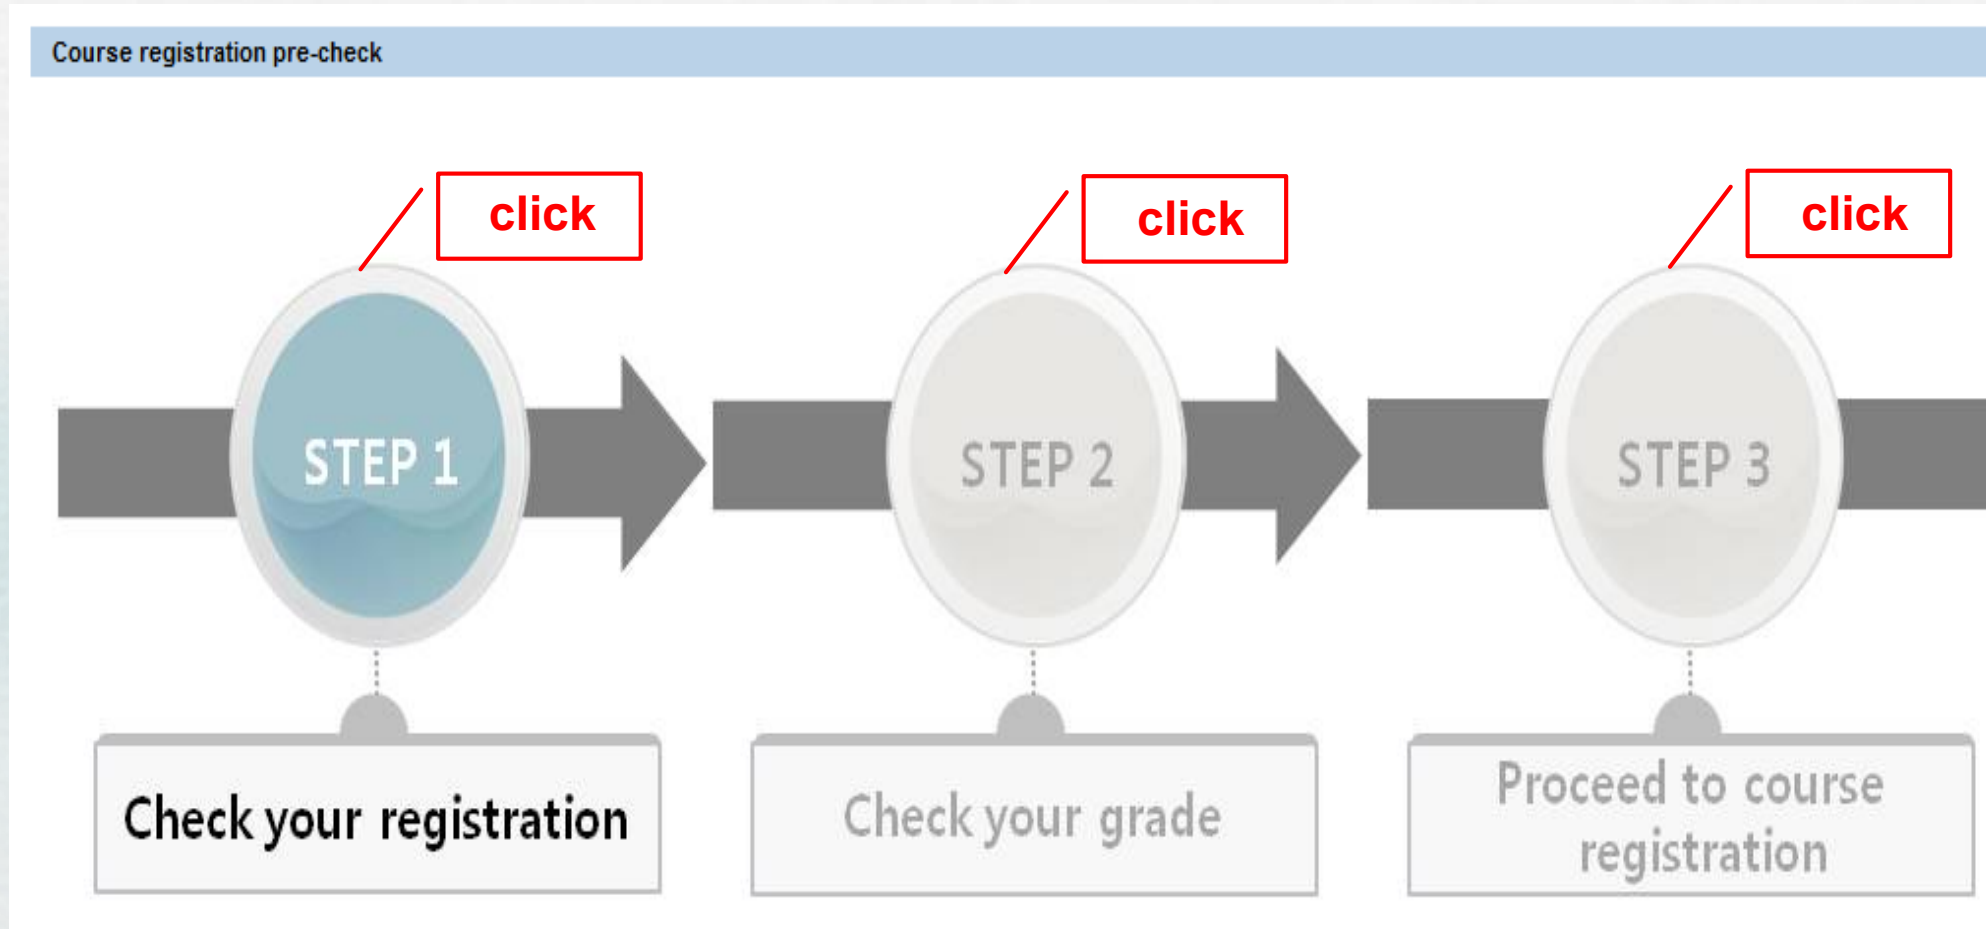 Course registration pre-check
click
click
click
STEP 1
STEP 2
STEP 3
Check your registration
Check your grade
Proceed to course
registration